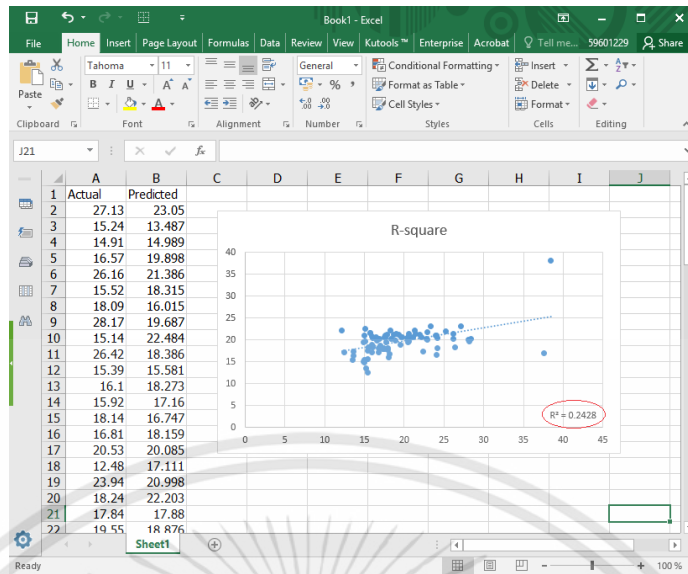 Book1 - Excel
File Home Insert Page Layout Formulas Data Review View Kutools ™ Enterprise Acrobat Tell me... 59601229 Share
Paste
Tahoma 11
B I U A A
A
General
% ,
Conditional Formatting
Format as Table
Cell Styles
Insert
Delete
Format
Clipboard Font Alignment Number Styles Cells Editing
J21 fx
A B C D E F G H I J
1 Actual Predicted
2 27.13 23.05
3 15.24 13.487
4 14.91 14.989
5 16.57 19.898
6 26.16 21.386
7 15.52 18.315
8 18.09 16.015
9 28.17 19.687
10 15.14 22.484
11 26.42 18.386
12 15.39 15.581
13 16.1 18.273
14 15.92 17.16
15 18.14 16.747
16 16.81 18.159
17 20.53 20.085
18 12.48 17.111
19 23.94 20.998
20 18.24 22.203
21 17.84 17.88
22 19.55 18.876
R-square
40
35
30
25
20
15
10
5
0
R² = 0.2428
0 5 10 15 20 25 30 35 40 45
Sheet1
Ready 100 %